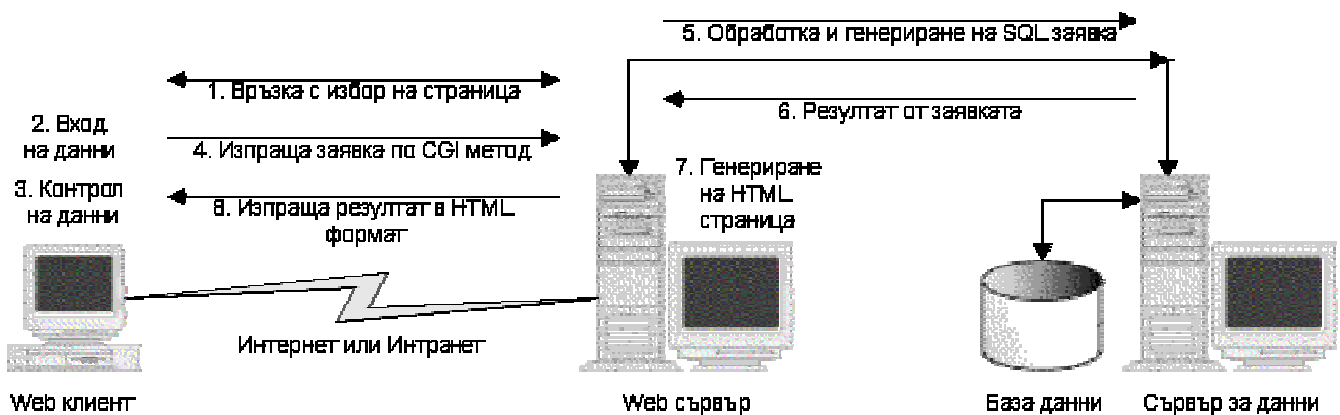 5. Обработка и генериране на SQL заявка
1. Връзка с избор на страница
6. Резултат от заявката
2. Вход
на данни
4. Изпраща заявка по CGI метод
3. Контрол
на данни
8. Изпраща резултат в HTML
формат
7. Генериране
на HTML
страница
Интернет или Интранет
Web клиент
Web сървър
База данни
Сървър за данни